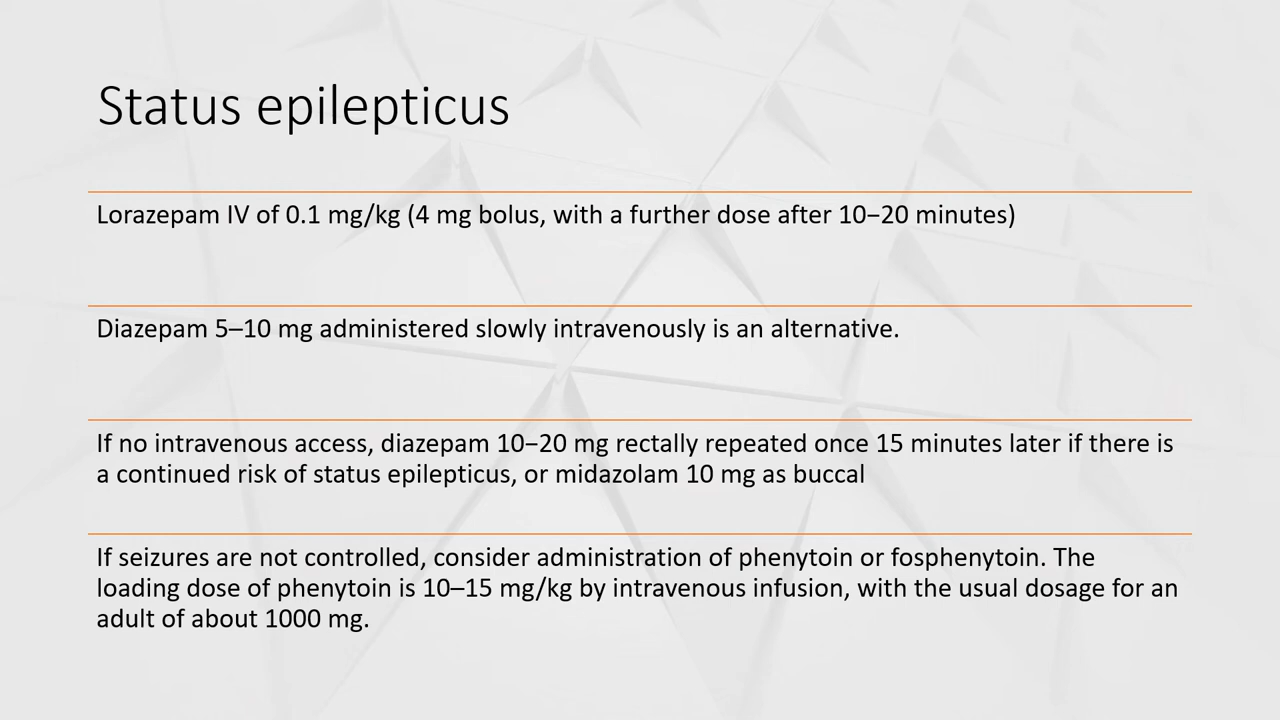 Status epilepticus
Lorazepam IV of 0.1 mg/kg (4 mg bolus, with a further dose after 10−20 minutes)
Diazepam 5–10 mg administered slowly intravenously is an alternative.
If no intravenous access, diazepam 10−20 mg rectally repeated once 15 minutes later if there is
a continued risk of status epilepticus, or midazolam 10 mg as buccal
If seizures are not controlled, consider administration of phenytoin or fosphenytoin. The
loading dose of phenytoin is 10–15 mg/kg by intravenous infusion, with the usual dosage for an
adult of about 1000 mg.